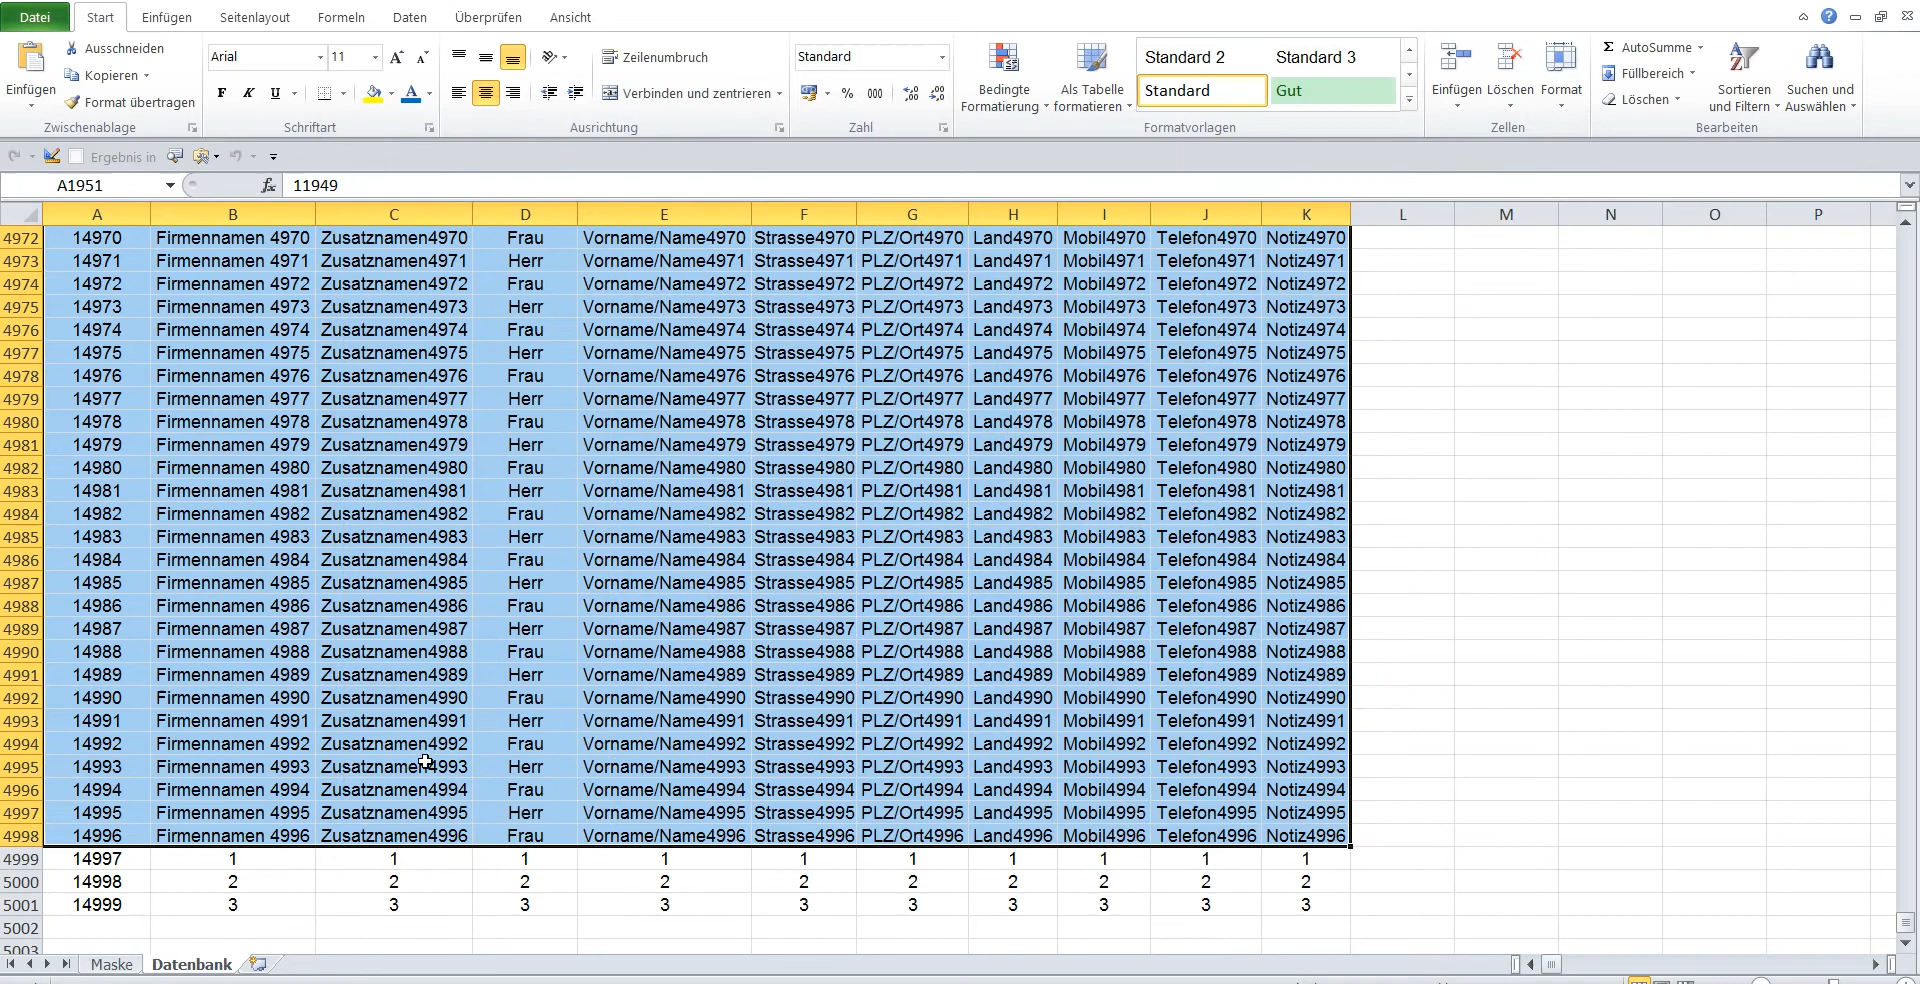 Datei Start Einfügen Seitenlayout Formeln Daten Überprüfen Ansicht
Einfügen Ausschneiden Kopieren Format übertragen Zwischenablage
Arial 11 F K U Schriftart
Zeilenumbruch Verbinden und zentrieren Ausrichtung
Standard % 000 Zahl
Bedingte Formatierung Als Tabelle formatieren Standard 2 Standard 3 Standard Gut Formatvorlagen
Einfügen Löschen Format Zellen
Σ AutoSumme Füllbereich Löschen Sortieren und Filtern Suchen und Auswählen Bearbeiten
Ergebnis in
A1951 fx 11949
A B C D E F G H I J K L M N O P
4972 14970 Firmennamen 4970 Zusatznamen4970 Frau Vorname/Name4970 Strasse4970 PLZ/Ort4970 Land4970 Mobil4970 Telefon4970 Notiz4970
4973 14971 Firmennamen 4971 Zusatznamen4971 Herr Vorname/Name4971 Strasse4971 PLZ/Ort4971 Land4971 Mobil4971 Telefon4971 Notiz4971
4974 14972 Firmennamen 4972 Zusatznamen4972 Frau Vorname/Name4972 Strasse4972 PLZ/Ort4972 Land4972 Mobil4972 Telefon4972 Notiz4972
4975 14973 Firmennamen 4973 Zusatznamen4973 Herr Vorname/Name4973 Strasse4973 PLZ/Ort4973 Land4973 Mobil4973 Telefon4973 Notiz4973
4976 14974 Firmennamen 4974 Zusatznamen4974 Frau Vorname/Name4974 Strasse4974 PLZ/Ort4974 Land4974 Mobil4974 Telefon4974 Notiz4974
4977 14975 Firmennamen 4975 Zusatznamen4975 Herr Vorname/Name4975 Strasse4975 PLZ/Ort4975 Land4975 Mobil4975 Telefon4975 Notiz4975
4978 14976 Firmennamen 4976 Zusatznamen4976 Frau Vorname/Name4976 Strasse4976 PLZ/Ort4976 Land4976 Mobil4976 Telefon4976 Notiz4976
4979 14977 Firmennamen 4977 Zusatznamen4977 Herr Vorname/Name4977 Strasse4977 PLZ/Ort4977 Land4977 Mobil4977 Telefon4977 Notiz4977
4980 14978 Firmennamen 4978 Zusatznamen4978 Frau Vorname/Name4978 Strasse4978 PLZ/Ort4978 Land4978 Mobil4978 Telefon4978 Notiz4978
4981 14979 Firmennamen 4979 Zusatznamen4979 Herr Vorname/Name4979 Strasse4979 PLZ/Ort4979 Land4979 Mobil4979 Telefon4979 Notiz4979
4982 14980 Firmennamen 4980 Zusatznamen4980 Frau Vorname/Name4980 Strasse4980 PLZ/Ort4980 Land4980 Mobil4980 Telefon4980 Notiz4980
4983 14981 Firmennamen 4981 Zusatznamen4981 Herr Vorname/Name4981 Strasse4981 PLZ/Ort4981 Land4981 Mobil4981 Telefon4981 Notiz4981
4984 14982 Firmennamen 4982 Zusatznamen4982 Frau Vorname/Name4982 Strasse4982 PLZ/Ort4982 Land4982 Mobil4982 Telefon4982 Notiz4982
4985 14983 Firmennamen 4983 Zusatznamen4983 Herr Vorname/Name4983 Strasse4983 PLZ/Ort4983 Land4983 Mobil4983 Telefon4983 Notiz4983
4986 14984 Firmennamen 4984 Zusatznamen4984 Frau Vorname/Name4984 Strasse4984 PLZ/Ort4984 Land4984 Mobil4984 Telefon4984 Notiz4984
4987 14985 Firmennamen 4985 Zusatznamen4985 Herr Vorname/Name4985 Strasse4985 PLZ/Ort4985 Land4985 Mobil4985 Telefon4985 Notiz4985
4988 14986 Firmennamen 4986 Zusatznamen4986 Frau Vorname/Name4986 Strasse4986 PLZ/Ort4986 Land4986 Mobil4986 Telefon4986 Notiz4986
4989 14987 Firmennamen 4987 Zusatznamen4987 Herr Vorname/Name4987 Strasse4987 PLZ/Ort4987 Land4987 Mobil4987 Telefon4987 Notiz4987
4990 14988 Firmennamen 4988 Zusatznamen4988 Frau Vorname/Name4988 Strasse4988 PLZ/Ort4988 Land4988 Mobil4988 Telefon4988 Notiz4988
4991 14989 Firmennamen 4989 Zusatznamen4989 Herr Vorname/Name4989 Strasse4989 PLZ/Ort4989 Land4989 Mobil4989 Telefon4989 Notiz4989
4992 14990 Firmennamen 4990 Zusatznamen4990 Frau Vorname/Name4990 Strasse4990 PLZ/Ort4990 Land4990 Mobil4990 Telefon4990 Notiz4990
4993 14991 Firmennamen 4991 Zusatznamen4991 Herr Vorname/Name4991 Strasse4991 PLZ/Ort4991 Land4991 Mobil4991 Telefon4991 Notiz4991
4994 14992 Firmennamen 4992 Zusatznamen4992 Frau Vorname/Name4992 Strasse4992 PLZ/Ort4992 Land4992 Mobil4992 Telefon4992 Notiz4992
4995 14993 Firmennamen 4993 Zusatznamen4993 Herr Vorname/Name4993 Strasse4993 PLZ/Ort4993 Land4993 Mobil4993 Telefon4993 Notiz4993
4996 14994 Firmennamen 4994 Zusatznamen4994 Frau Vorname/Name4994 Strasse4994 PLZ/Ort4994 Land4994 Mobil4994 Telefon4994 Notiz4994
4997 14995 Firmennamen 4995 Zusatznamen4995 Herr Vorname/Name4995 Strasse4995 PLZ/Ort4995 Land4995 Mobil4995 Telefon4995 Notiz4995
4998 14996 Firmennamen 4996 Zusatznamen4996 Frau Vorname/Name4996 Strasse4996 PLZ/Ort4996 Land4996 Mobil4996 Telefon4996 Notiz4996
4999 14997 1 1 1 1 1 1 1 1 1 1
5000 14998 2 2 2 2 2 2 2 2 2 2
5001 14999 3 3 3 3 3 3 3 3 3 3
5002
5003
Maske Datenbank